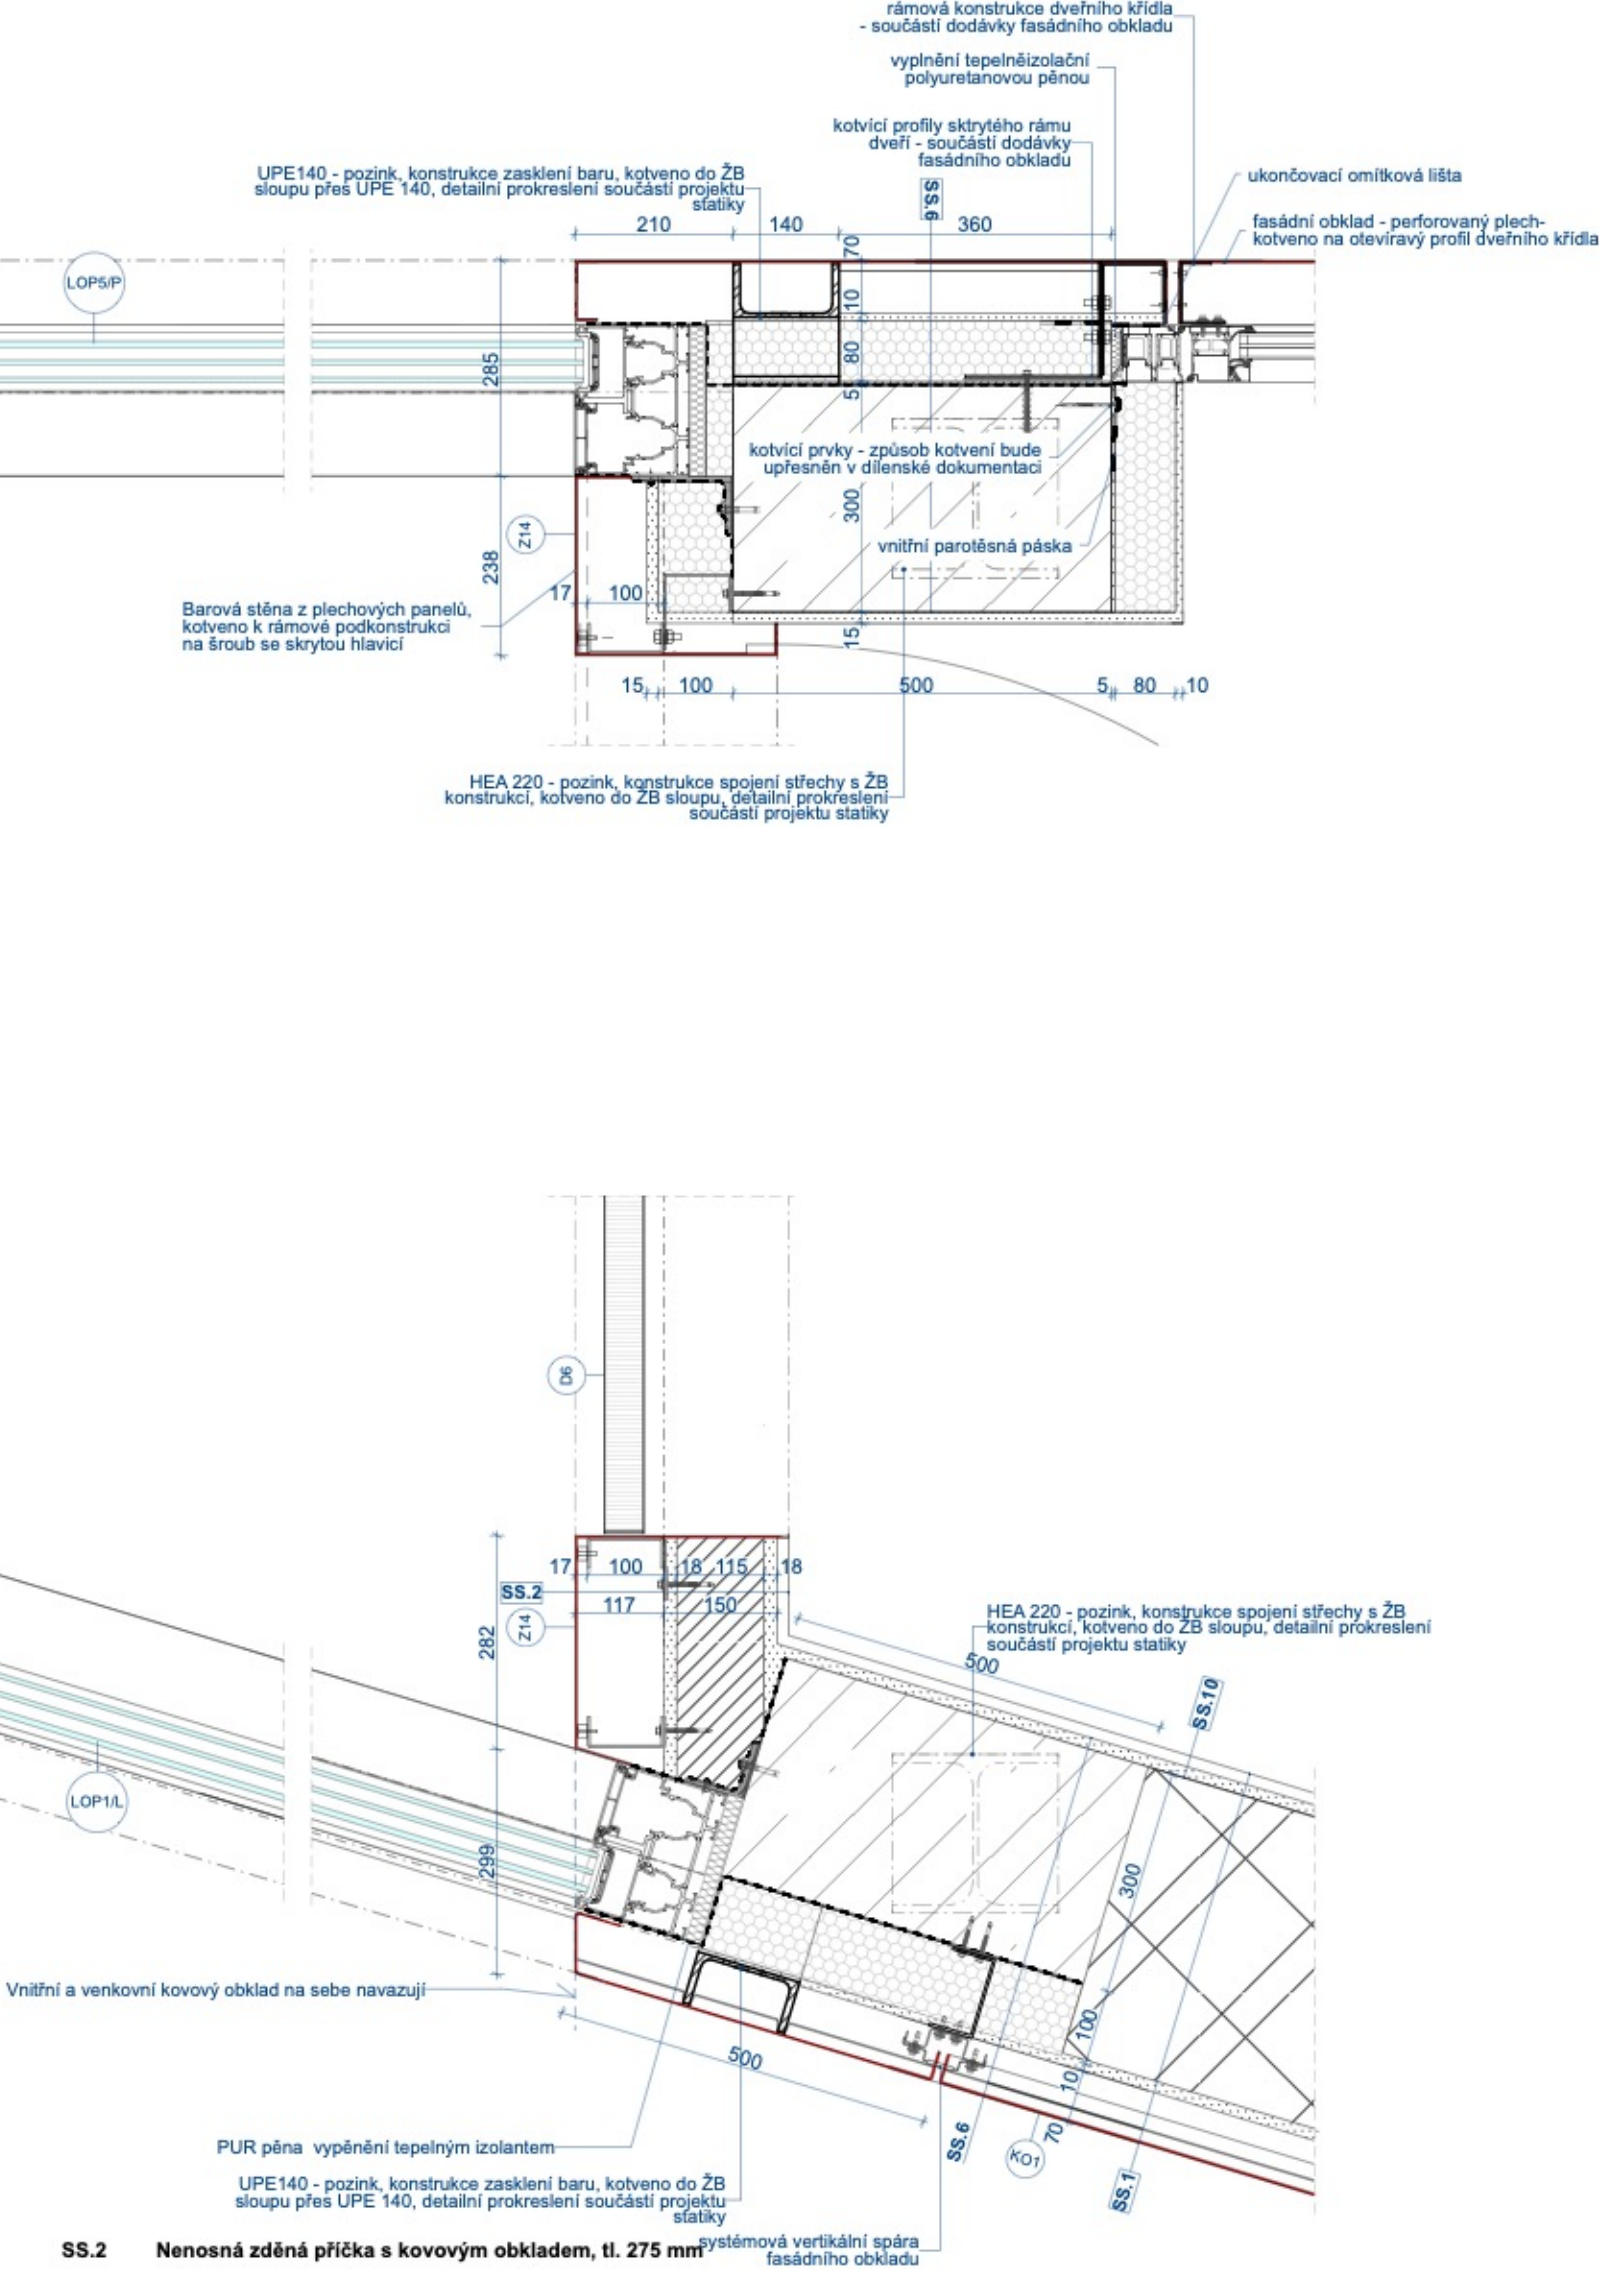 rámová konstrukce dveřního křídla
- součástí dodávky fasádního obkladu
vyplnění tepelněizolační
polyuretanovou pěnou
kotvící profily sktrytého rámu
dveří - součástí dodávky
fasádního obkladu
UPE140 - pozink, konstrukce zasklení baru, kotveno do ŽB
sloupu přes UPE 140, detailní prokreslení součástí projektu
statiky
SS.6
ukončovací omítková lišta
fasádní obklad - perforovaný plech-
kotveno na otevíravý profil dveřního křídla
210
140
360
70
LOP5/P
10
285
80
5
kotvící prvky - způsob kotvení bude
upřesněn v dílenské dokumentaci
300
Z14
vnitřní parotěsná páska
238
17
100
Barová stěna z plechových panelů,
kotveno k rámové podkonstrukci
na šroub se skrytou hlavicí
15
15
100
500
5
80
10
HEA 220 - pozink, konstrukce spojení střechy s ŽB
konstrukcí, kotveno do ŽB sloupu, detailní prokreslení
součástí projektu statiky
D6
17
100
18
115
18
SS.2
117
150
Z14
282
HEA 220 - pozink, konstrukce spojení střechy s ŽB
konstrukcí, kotveno do ŽB sloupu, detailní prokreslení
součástí projektu statiky
500
SS.10
LOP1/L
299
300
Vnitřní a venkovní kovový obklad na sebe navazují
100
500
10
70
PUR pěna vypěnění tepelným izolantem
SS.6
KO1
SS.1
UPE140 - pozink, konstrukce zasklení baru, kotveno do ŽB
sloupu přes UPE 140, detailní prokreslení součástí projektu
statiky
systémová vertikální spára
fasádního obkladu
SS.2 Nenosná zděná příčka s kovovým obkladem, tl. 275 mm